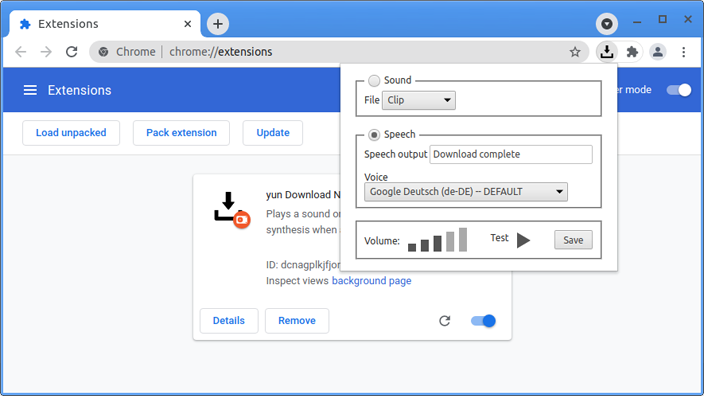 Extensions
Chrome | chrome://extensions
Extensions
er mode
Load unpacked
Pack extension
Update
Sound
File Clip
Speech
Speech output Download complete
Voice
Google Deutsch (de-DE) -- DEFAULT
Volume: Test Save
yun Download N
Plays a sound or
synthesis when
ID: dcnagplkjfjor
Inspect views background page
Details
Remove